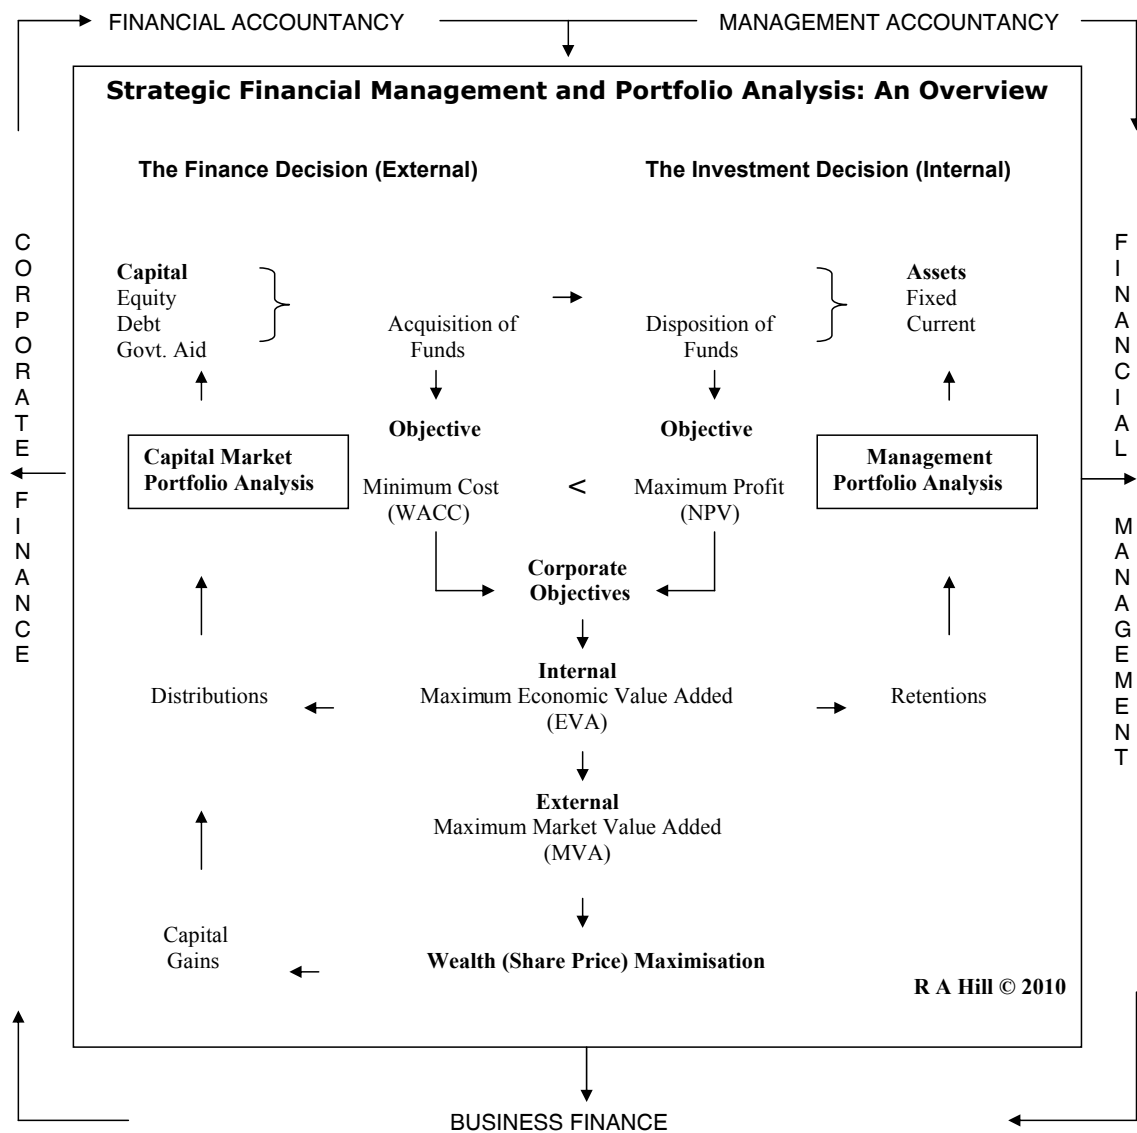 FINANCIAL ACCOUNTANCY
MANAGEMENT ACCOUNTANCY
Strategic Financial Management and Portfolio Analysis: An Overview
The Finance Decision (External)
The Investment Decision (Internal)
CORPORATE FINANCE
FINANCIAL MANAGEMENT
Capital
Equity
Debt
Govt. Aid
Acquisition of
Funds
Disposition of
Funds
Assets
Fixed
Current
Objective
Objective
Capital Market
Portfolio Analysis
Minimum Cost
(WACC)
<
Maximum Profit
(NPV)
Management
Portfolio Analysis
Corporate
Objectives
Internal
Maximum Economic Value Added
(EVA)
Distributions
Retentions
External
Maximum Market Value Added
(MVA)
Capital
Gains
Wealth (Share Price) Maximisation
R A Hill © 2010
BUSINESS FINANCE